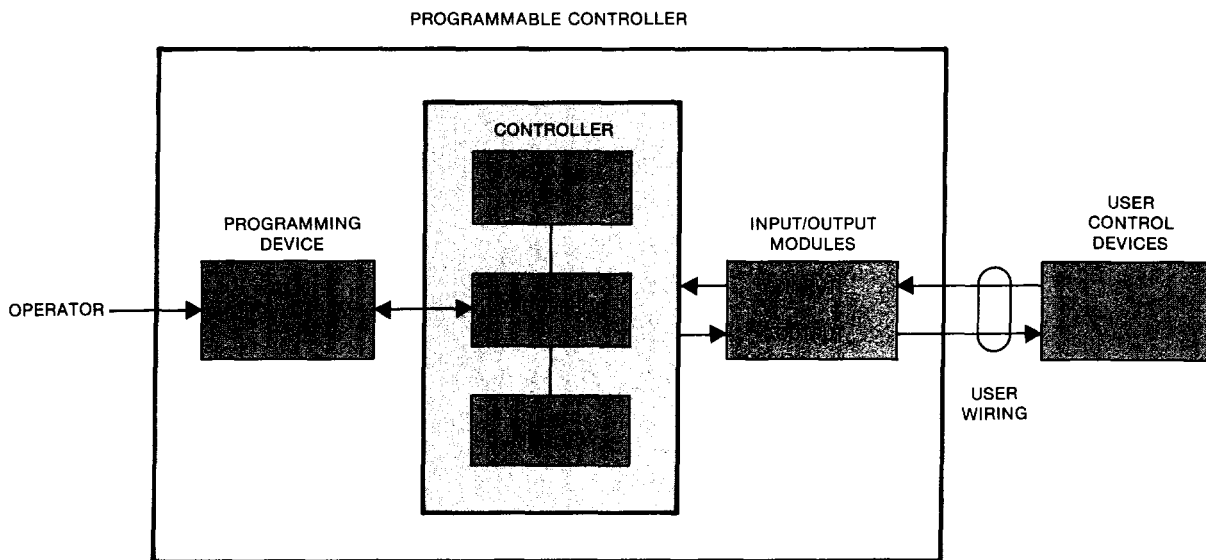 PROGRAMMABLE CONTROLLER
CONTROLLER
PROGRAMMING
DEVICE
INPUT/OUTPUT
MODULES
USER
CONTROL
DEVICES
OPERATOR
USER
WIRING